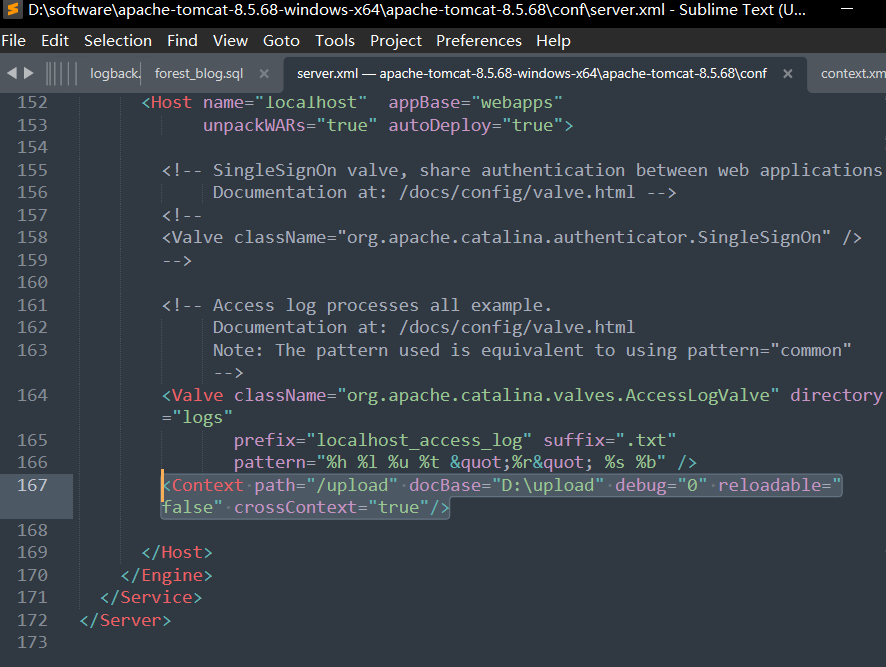 D:\software\apache-tomcat-8.5.68-windows-x64\apache-tomcat-8.5.68\conf\server.xml - Sublime Text (U...
File Edit Selection Find View Goto Tools Project Preferences Help
logback. forest_blog.sql × server.xml — apache-tomcat-8.5.68-windows-x64\apache-tomcat-8.5.68\conf × context.xm
152 <Host name="localhost"  appBase="webapps"
153 unpackWARs="true" autoDeploy="true">
154
155 <!-- SingleSignOn valve, share authentication between web applications
156 Documentation at: /docs/config/valve.html -->
157 <!--
158 <Valve className="org.apache.catalina.authenticator.SingleSignOn" />
159 -->
160
161 <!-- Access log processes all example.
162 Documentation at: /docs/config/valve.html
163 Note: The pattern used is equivalent to using pattern="common"
-->
164 <Valve className="org.apache.catalina.valves.AccessLogValve" directory
="logs"
165 prefix="localhost_access_log" suffix=".txt"
166 pattern="%h %l %u %t &quot;%r&quot; %s %b" />
167 <Context path="/upload" docBase="D:\upload" debug="0" reloadable="
false" crossContext="true"/>
168
169 </Host>
170 </Engine>
171 </Service>
172 </Server>
173